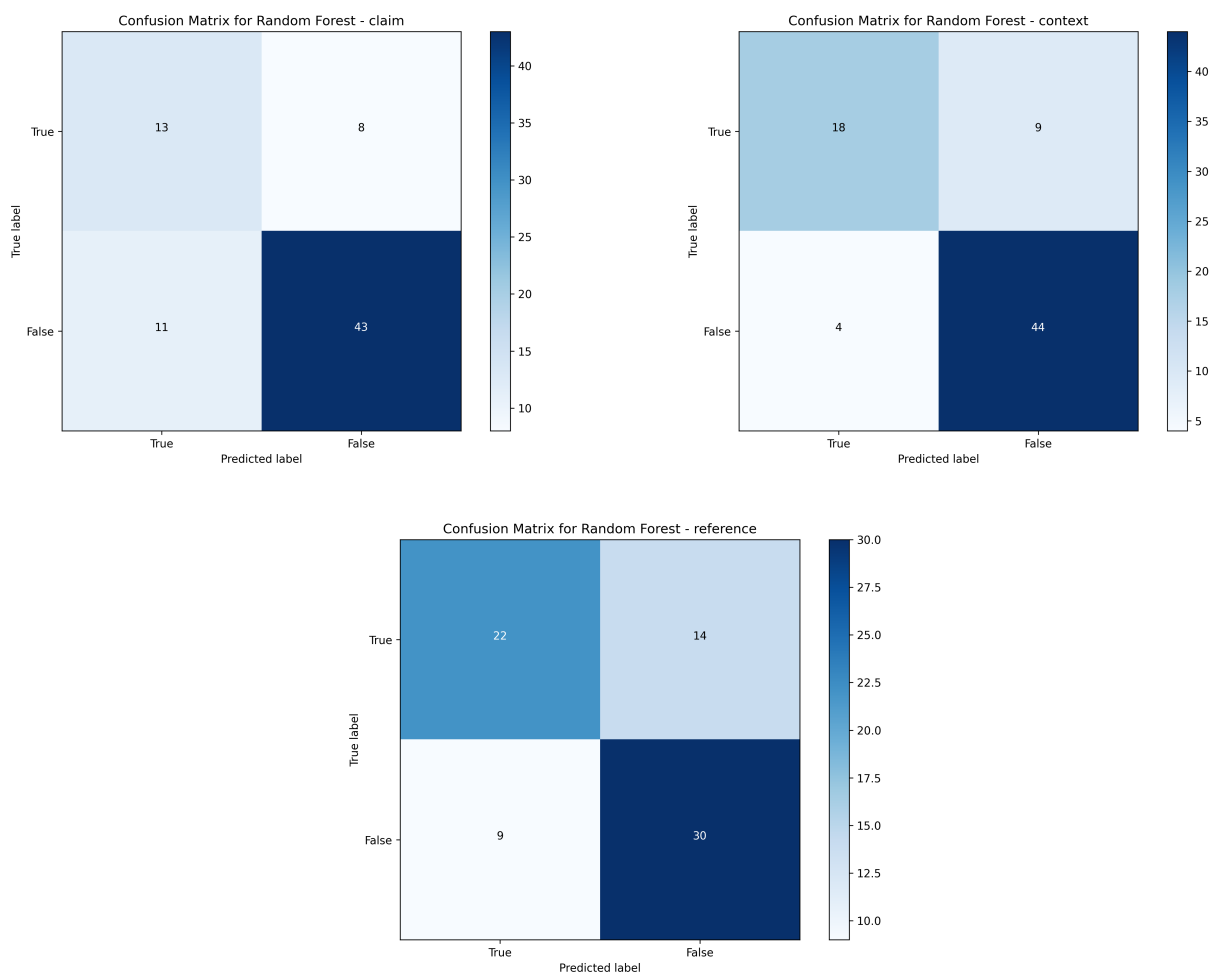 Confusion Matrix for Random Forest - claim
True
13
8
False
11
43
True
False
Predicted label
True label
40
35
30
25
20
15
10
Confusion Matrix for Random Forest - context
True
18
9
False
4
44
True
False
Predicted label
True label
40
35
30
25
20
15
10
5
Confusion Matrix for Random Forest - reference
True
22
14
False
9
30
True
False
Predicted label
True label
30.0
27.5
25.0
22.5
20.0
17.5
15.0
12.5
10.0